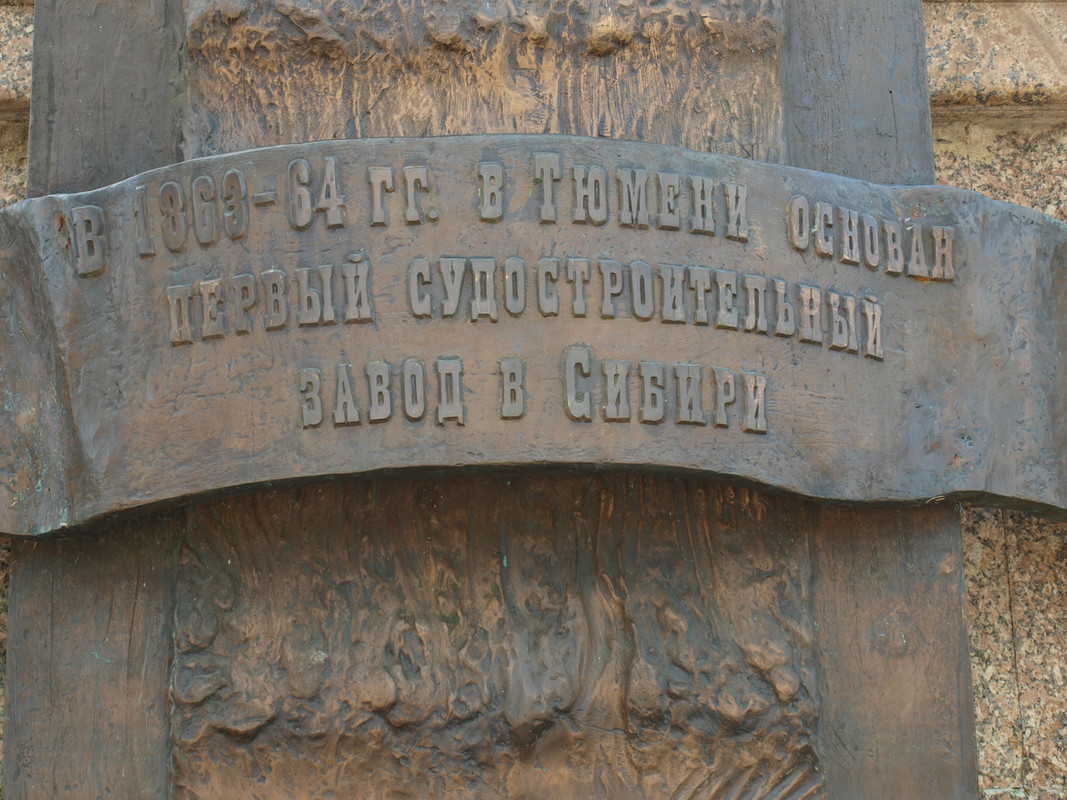 В 1863-64 гг. в Тюмени основан
первый судостроительный
завод в Сибири